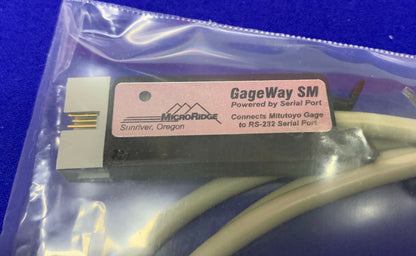 GageWay SM
Powered by Serial Port
MICRORIDGE
Sunriver, Oregon
Connects Mitutoyo Gage
to RS-232 Serial Port